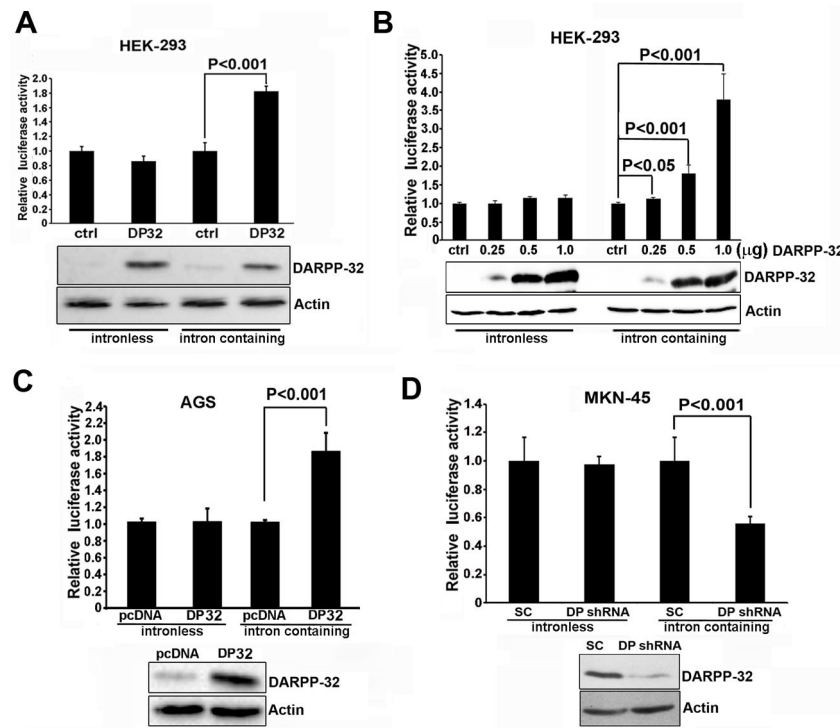 A
HEK-293
Relative luciferase activity
2.0
1.8
1.6
1.4
1.2
1.0
0.8
0.6
0.4
0.2
0
P<0.001
ctrl DP32 ctrl DP32
DARPP-32
Actin
intronless intron containing
B
HEK-293
Relative luciferase activity
5.0
4.5
4.0
3.5
3.0
2.5
2.0
1.5
1.0
0.5
0
P<0.001
P<0.001
P<0.05
ctrl 0.25 0.5 1.0 ctrl 0.25 0.5 1.0 (μg) DARPP-32
DARPP-32
Actin
intronless intron containing
C
AGS
Relative luciferase activity
2.4
2.2
2.0
1.8
1.6
1.4
1.2
1.0
0.8
0.6
0.4
0.2
0
P<0.001
pcDNA DP32 pcDNA DP32
intronless intron containing
pcDNA DP32
DARPP-32
Actin
D
MKN-45
Relative luciferase activity
1.4
1.2
1.0
0.8
0.6
0.4
0.2
0
P<0.001
SC DP shRNA SC DP shRNA
intronless intron containing
SC DP shRNA
DARPP-32
Actin